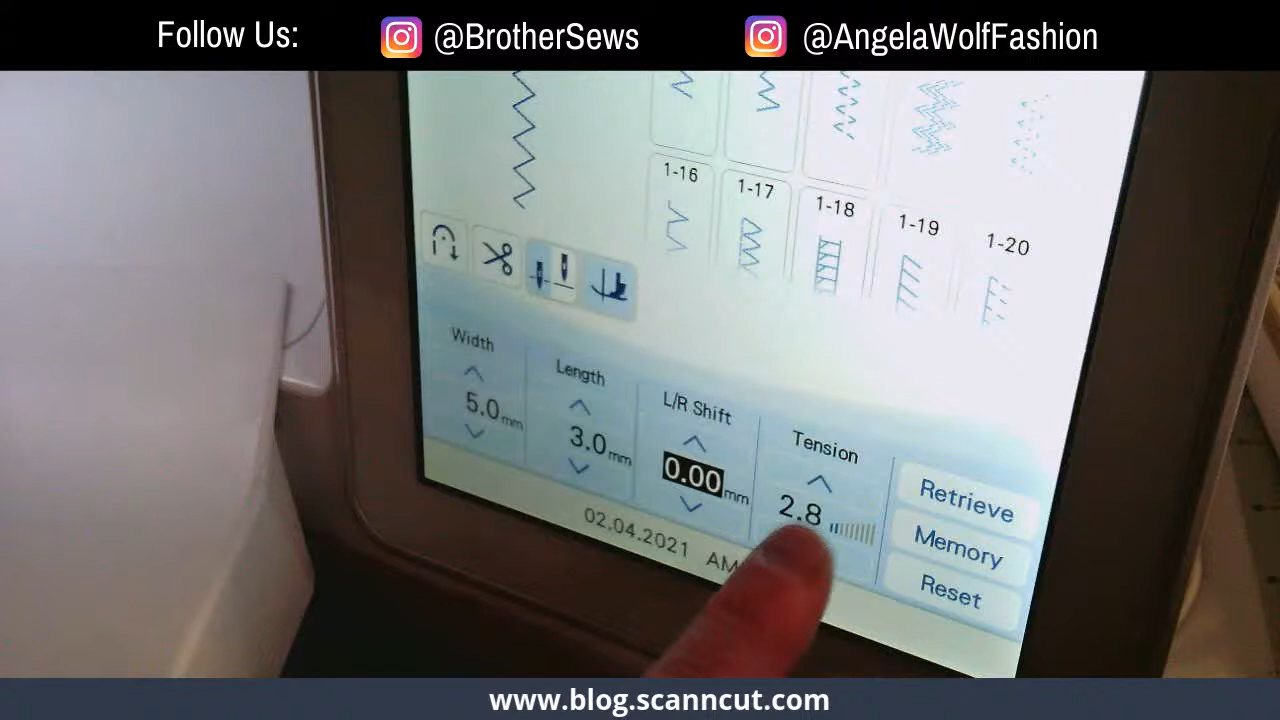 Follow Us: @BrotherSews @AngelaWolfFashion
1-16 1-17 1-18 1-19 1-20
Width Length L/R Shift Tension
5.0mm 3.0mm 0.00mm 2.8
Retrieve
Memory
Reset
02.04.2021 AM
www.blog.scanncut.com